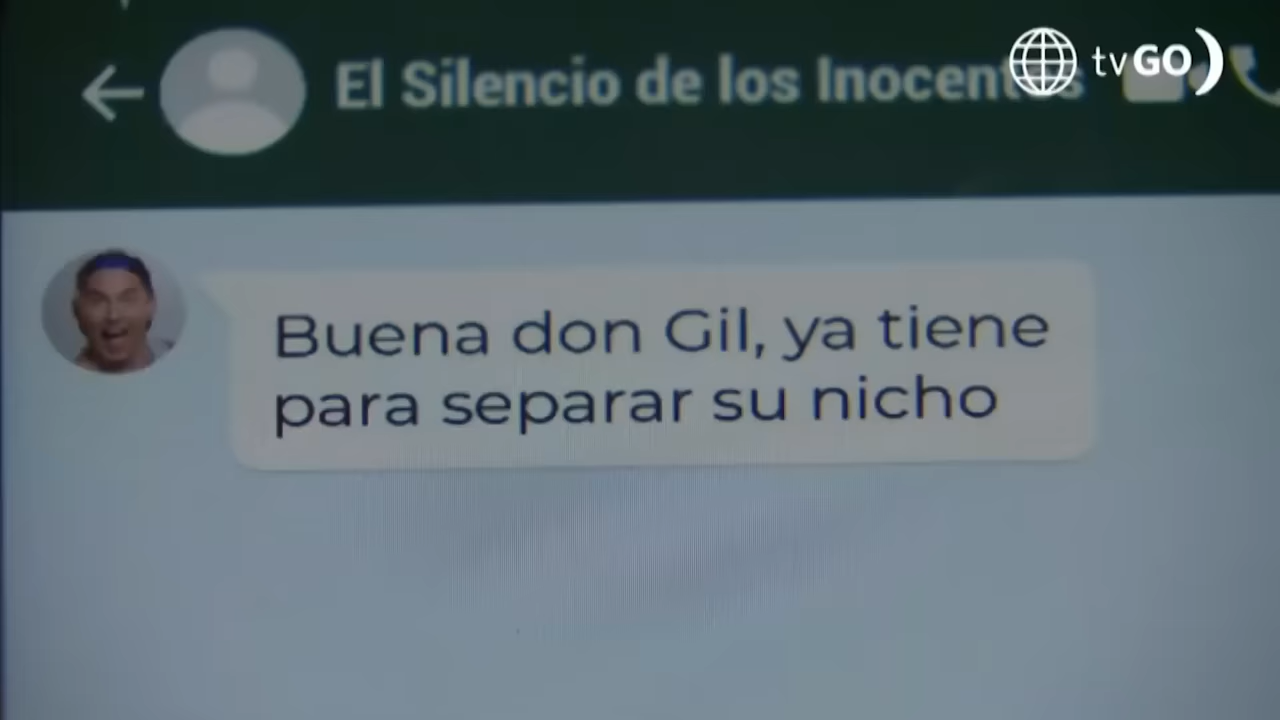 El Silencio de los Inocentes
tvGO
Buena don Gil, ya tiene
para separar su nicho